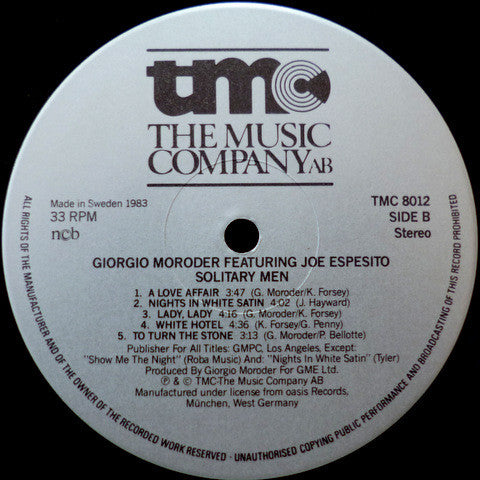 tmc
THE MUSIC
COMPANY AB
Made in Sweden 1983
33 RPM
ncb
TMC 8012
SIDE B
Stereo
GIORGIO MORODER FEATURING JOE ESPESITO
SOLITARY MEN
1. A LOVE AFFAIR 3:47 (G. Moroder/K. Forsey)
2. NIGHTS IN WHITE SATIN 4:02 (J. Hayward)
3. LADY, LADY 4:16 (G. Moroder/K. Forsey)
4. WHITE HOTEL 4:36 (K. Forsey/G. Penny)
5. TO TURN THE STONE 3:13 (G. Moroder/P. Bellotte)
Publisher For All Titles: GMPC, Los Angeles, Except:
"Show Me The Night" (Roba Music) And: "Nights In White Satin" (Tyler)
Produced By Giorgio Moroder For GME Ltd.
℗ & © TMC-The Music Company AB
Manufactured under license from oasis Records,
München, West Germany
ALL RIGHTS OF THE MANUFACTURER AND OF THE OWNER OF THE RECORDED WORK RESERVED - UNAUTHORISED COPYING PUBLIC PERFORMANCE AND BROADCASTING OF THIS RECORD PROHIBITED